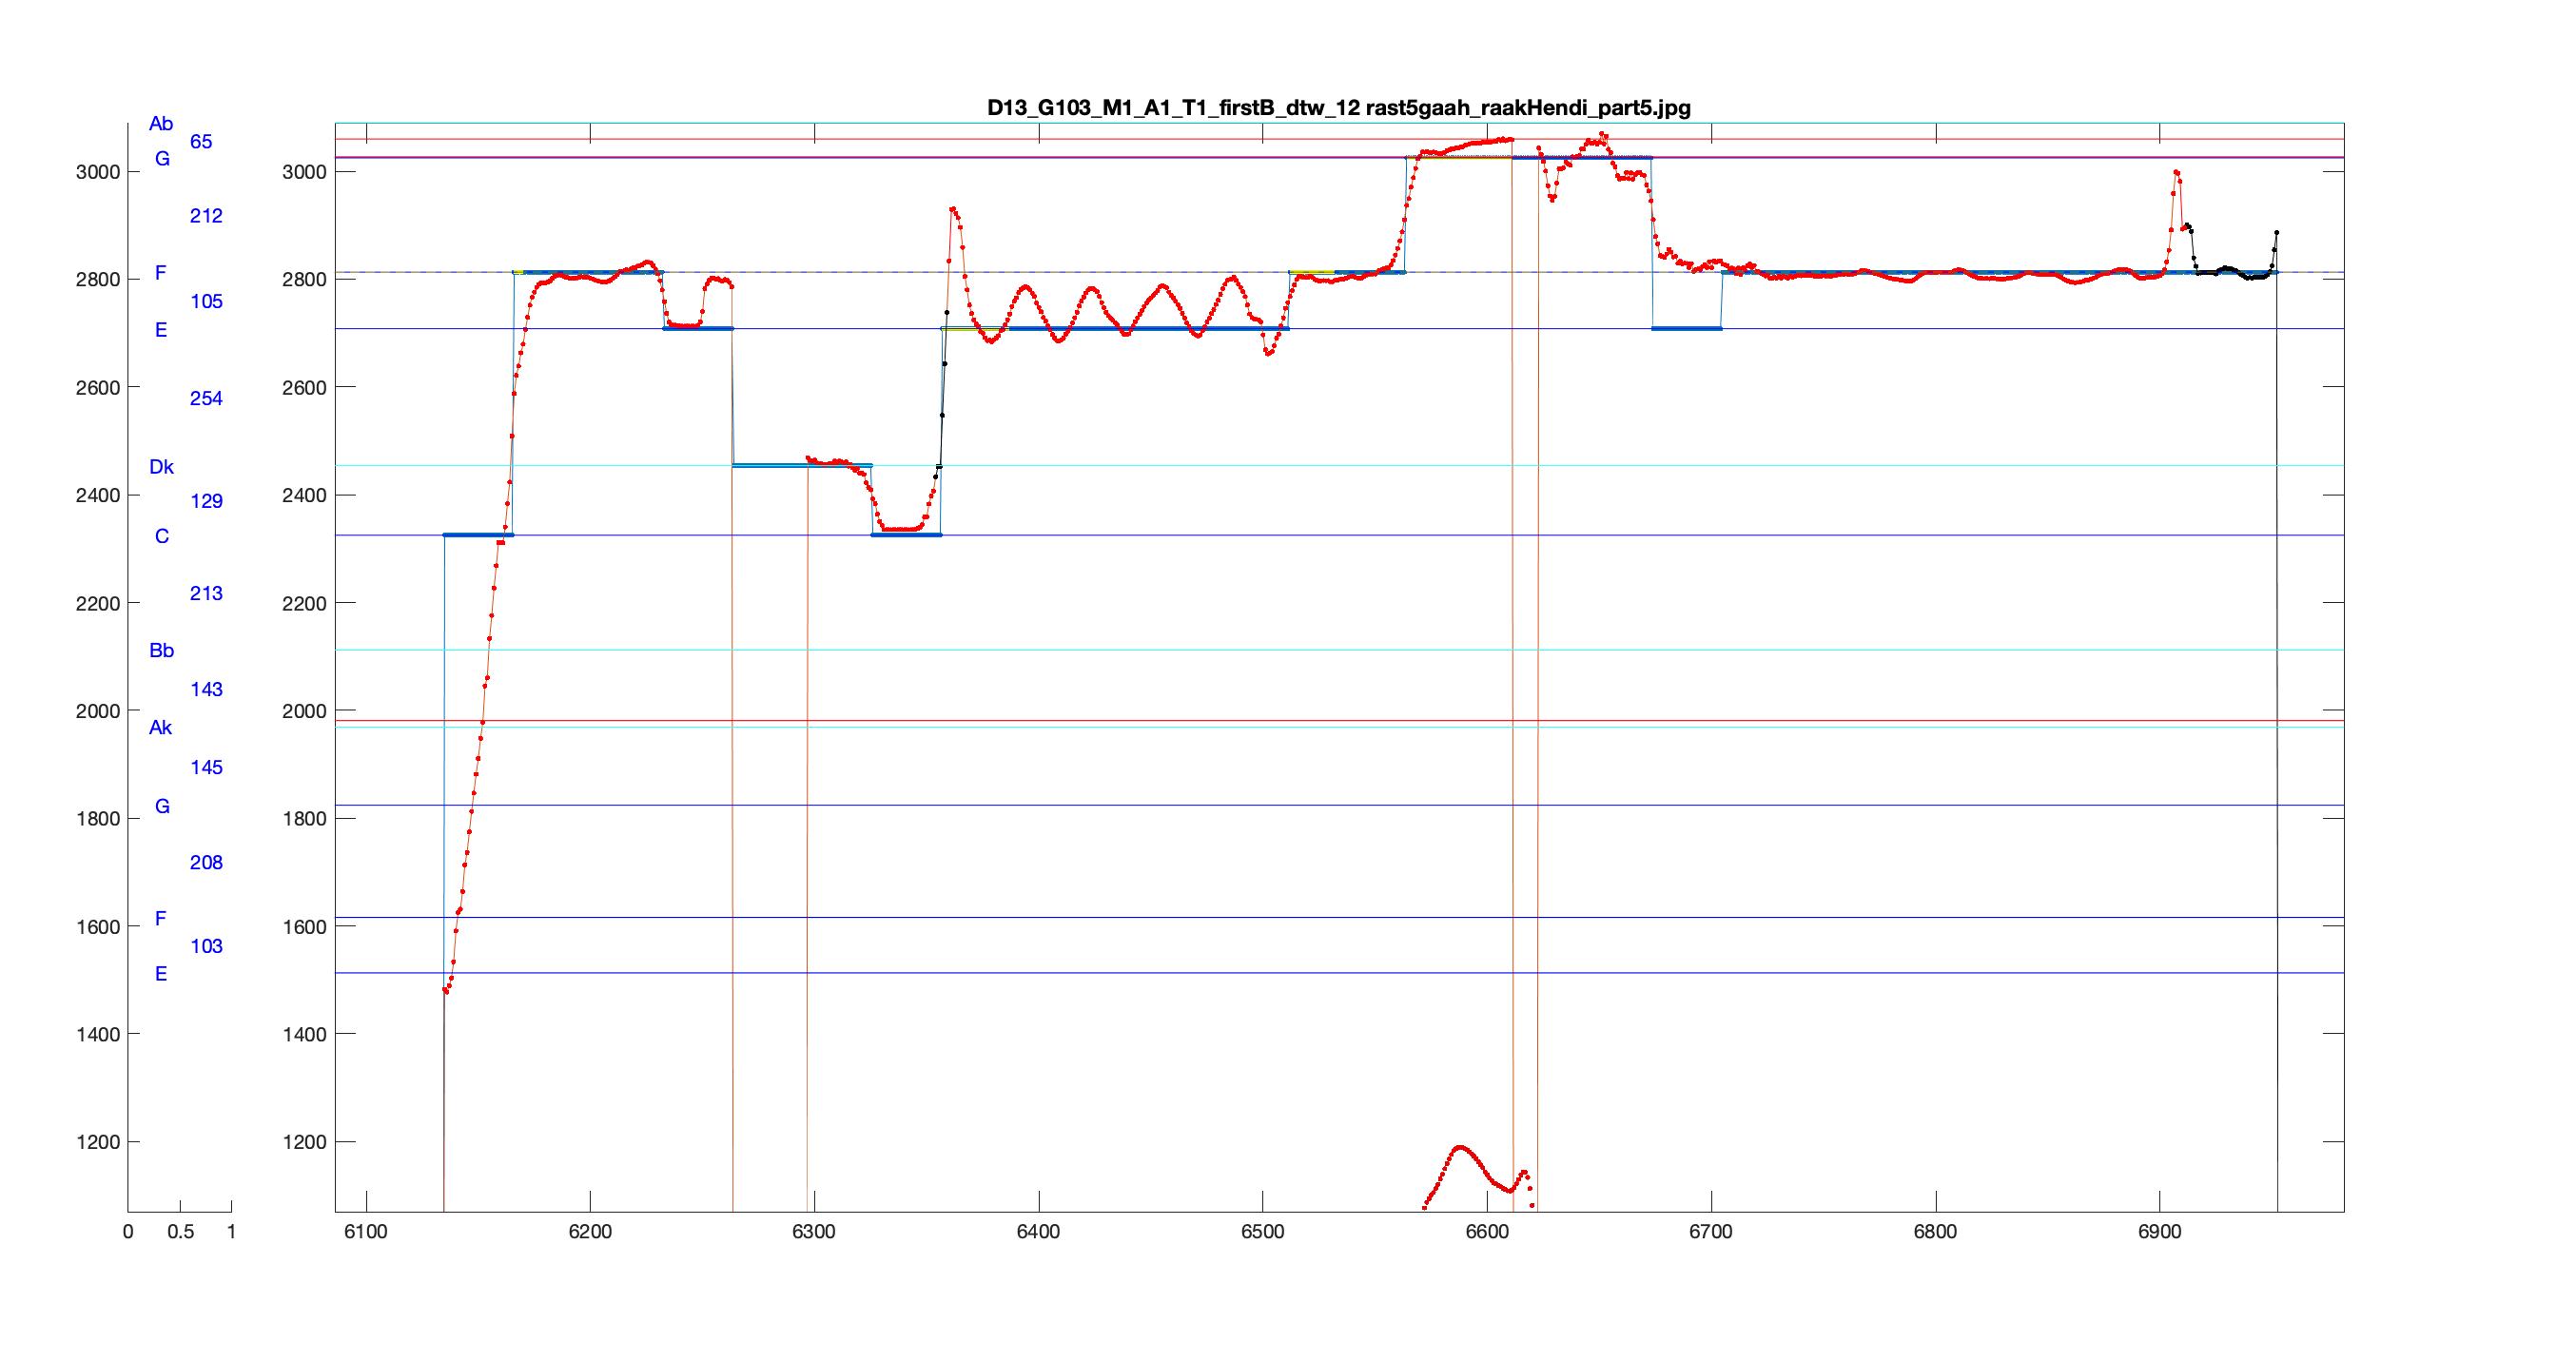 D13_G103_M1_A1_T1_firstB_dtw_12 rast5gaah_raakHendi_part5.jpg
Ab
65
G
3000 3000
212
F
2800 2800
105
E
2600 2600
254
Dk
2400 2400
129
C
2200 2200
213
Bb
143
2000 2000
Ak
145
G
1800 1800
208
F
1600 1600
103
E
1400 1400
1200 1200
0 0.5 1 6100 6200 6300 6400 6500 6600 6700 6800 6900